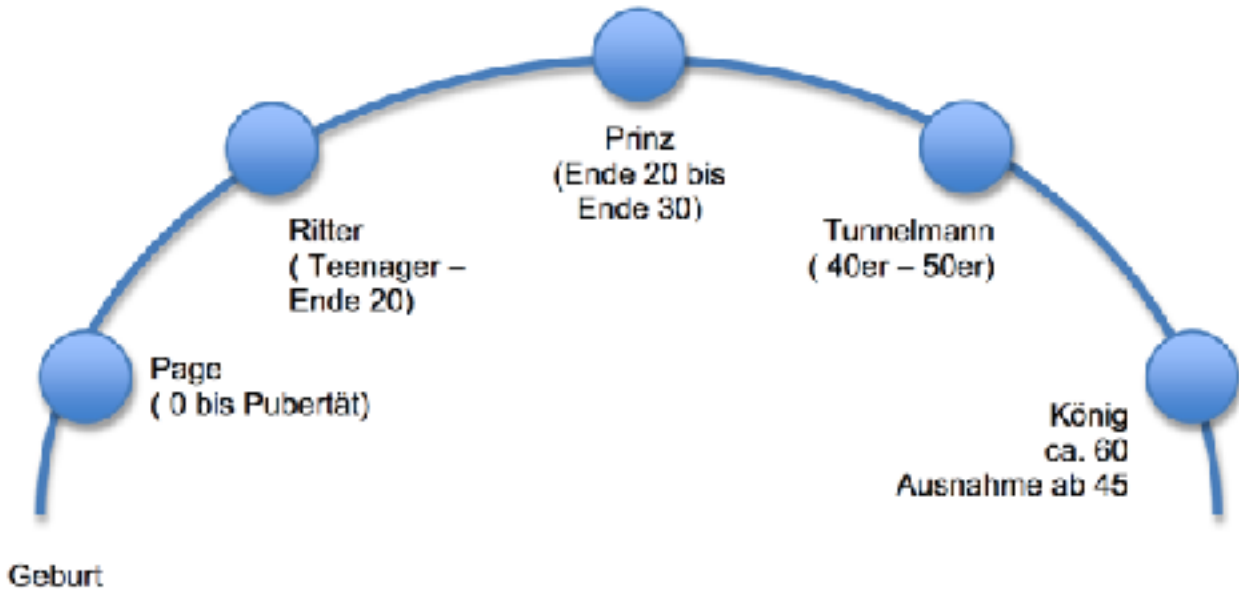 Prinz
(Ende 20 bis
Ende 30)
Ritter
( Teenager –
Ende 20)
Tunnelmann
( 40er – 50er)
Page
( 0 bis Pubertät)
König
ca. 60
Ausnahme ab 45
Geburt